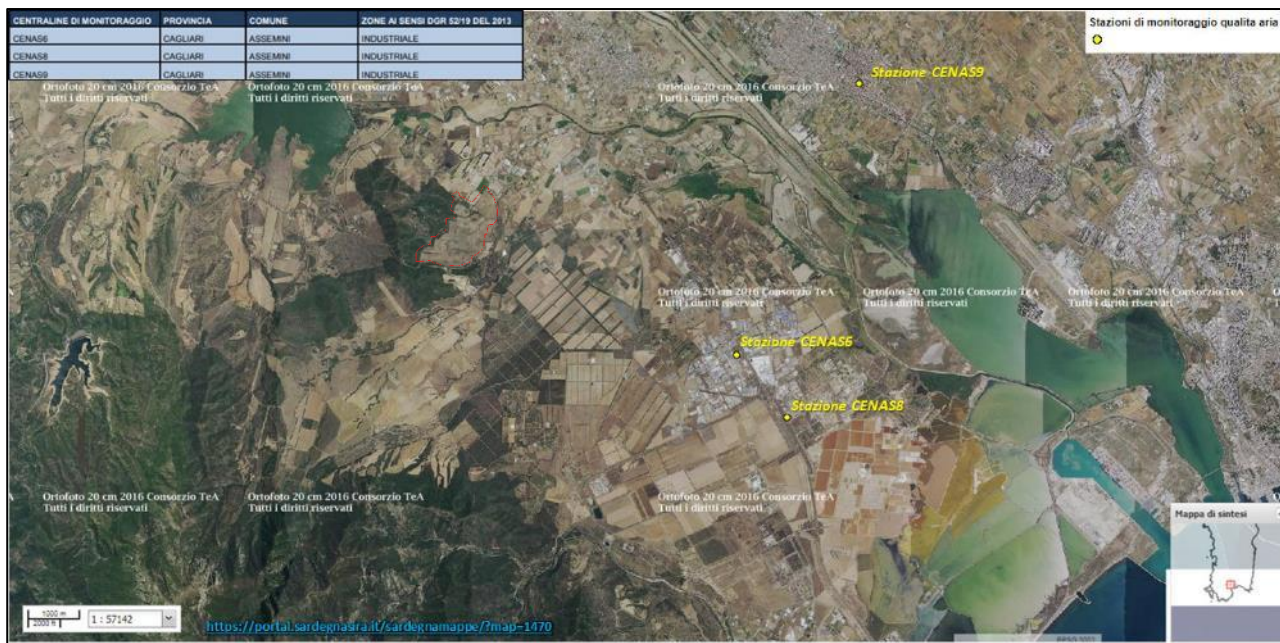 CENTRALINE DI MONITORAGGIO PROVINCIA COMUNE ZONE AI SENSI DGR 52/19 DEL 2013
CENAS6 CAGLIARI ASSEMINI INDUSTRIALE
CENAS8 CAGLIARI ASSEMINI INDUSTRIALE
CENAS9 CAGLIARI ASSEMINI INDUSTRIALE
Stazioni di monitoraggio qualita aria
Stazione CENAS9
Ortofoto 20 cm 2016 Consorzio TeA
Tutti i diritti riservati
Ortofoto 20 cm 2016 Consorzio TeA
Tutti i diritti riservati
Ortofoto 20 cm 2016 Consorzio TeA
Tutti i diritti riservati
Ortofoto 20 cm 2016 Consorzio TeA
Tutti i diritti riservati
Ortofoto 20 cm 2016 Consorzio TeA
Tutti i diritti riservati
Ortofoto 20 cm 2016 Consorzio TeA
Tutti i diritti riservati
Stazione CENAS6
Stazione CENAS8
Ortofoto 20 cm 2016 Consorzio TeA
Tutti i diritti riservati
Ortofoto 20 cm 2016 Consorzio TeA
Tutti i diritti riservati
Ortofoto 20 cm 2016 Consorzio TeA
Tutti i diritti riservati
Mappa di sintesi
1000 m
2000 ft
1 : 57142
https://portal.sardegnasira.it/sardegnamappe/?map=1470